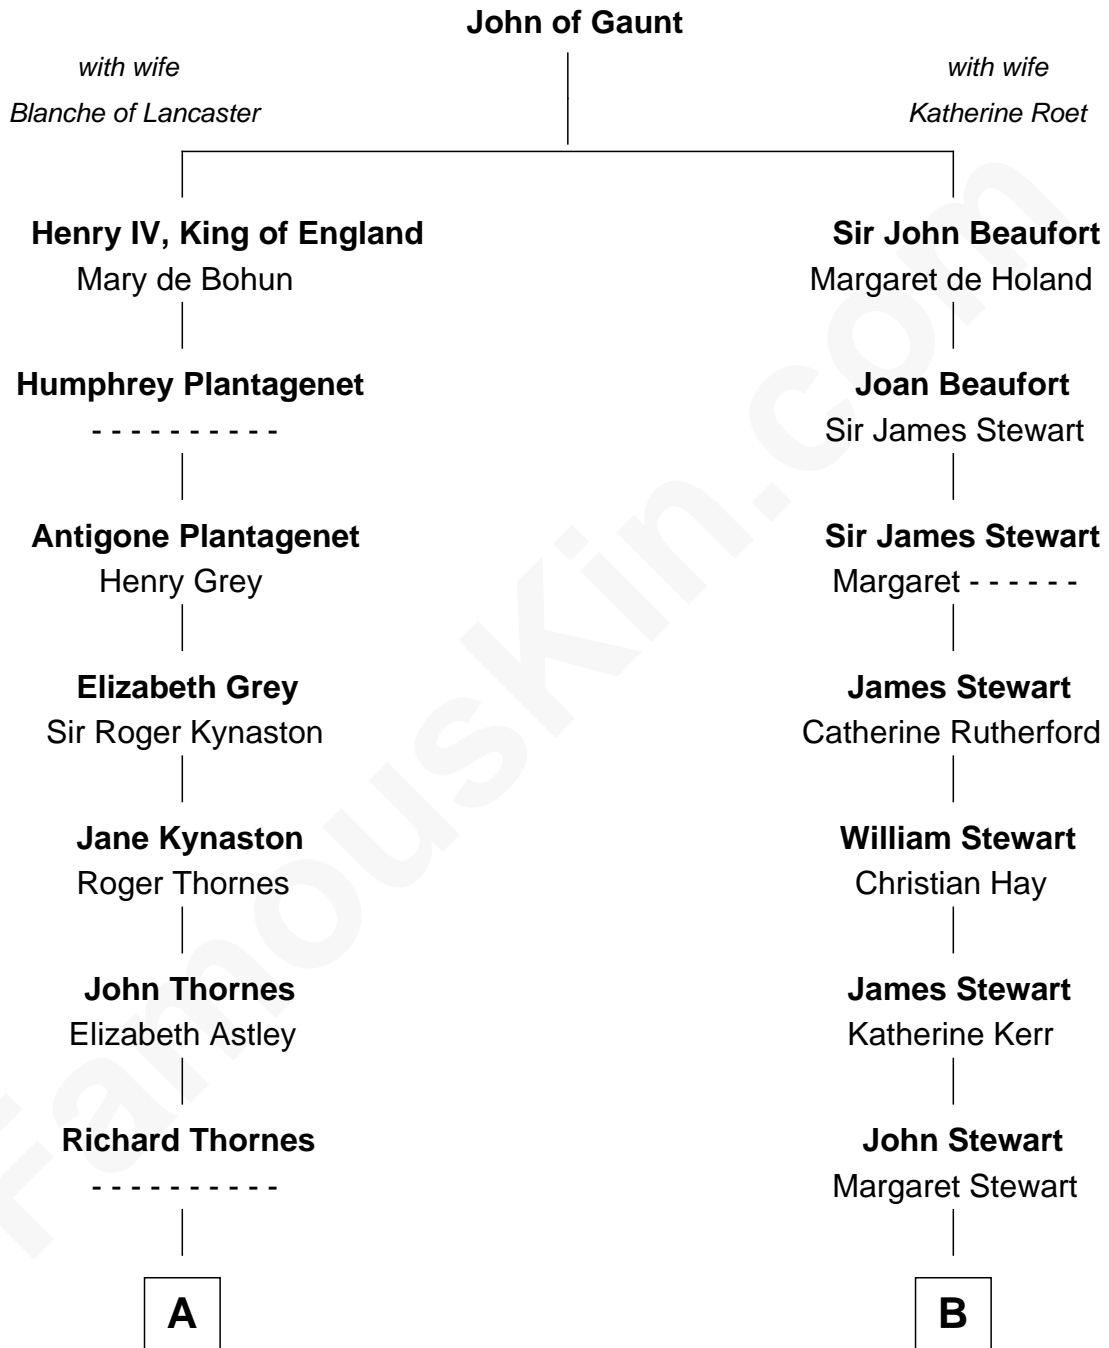 John of Gaunt
with wife
Blanche of Lancaster
with wife
Katherine Roet
Henry IV, King of England
Mary de Bohun
Sir John Beaufort
Margaret de Holand
Humphrey Plantagenet
- - - - - - - - - -
Joan Beaufort
Sir James Stewart
Antigone Plantagenet
Henry Grey
Sir James Stewart
Margaret - - - - - -
Elizabeth Grey
Sir Roger Kynaston
James Stewart
Catherine Rutherford
Jane Kynaston
Roger Thornes
William Stewart
Christian Hay
John Thornes
Elizabeth Astley
James Stewart
Katherine Kerr
Richard Thornes
- - - - - - - - - -
John Stewart
Margaret Stewart
A
B
FamousKin.com